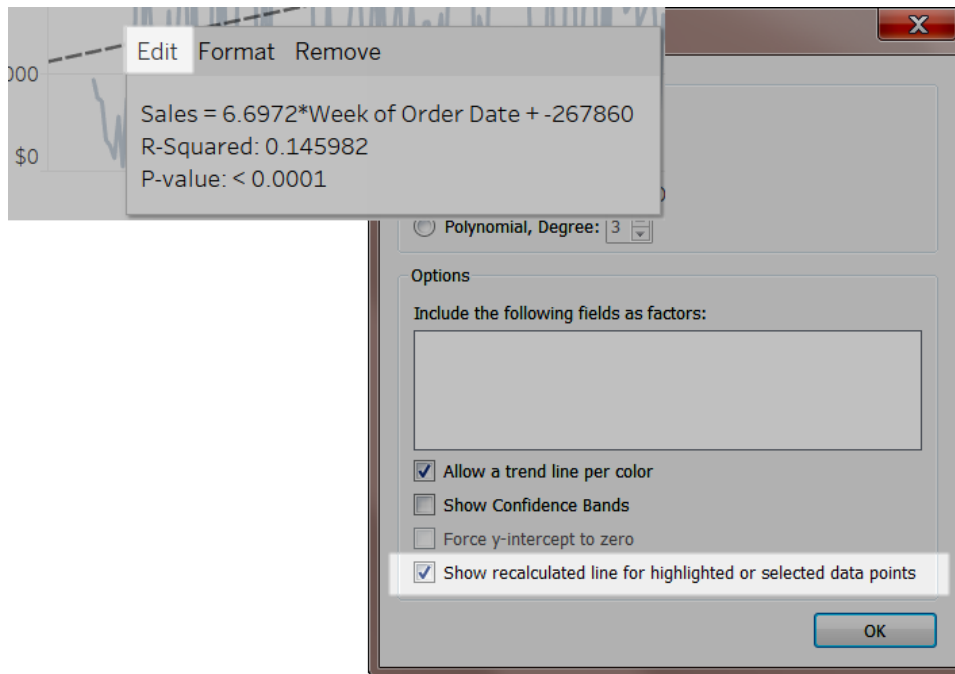 Edit Format Remove
Sales = 6.6972*Week of Order Date + -267860
R-Squared: 0.145982
P-value: < 0.0001
000
$0
X
Polynomial, Degree: 3
Options
Include the following fields as factors:
Allow a trend line per color
Show Confidence Bands
Force y-intercept to zero
Show recalculated line for highlighted or selected data points
OK